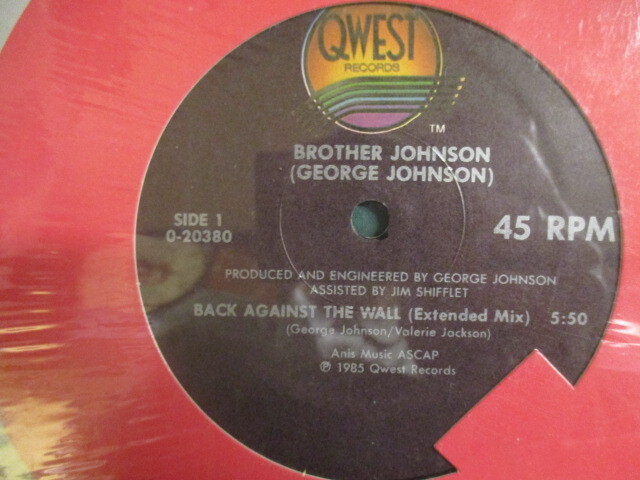 QWEST
RECORDS
TM
BROTHER JOHNSON
(GEORGE JOHNSON)
SIDE 1
0-20380
45 RPM
PRODUCED AND ENGINEERED BY GEORGE JOHNSON
ASSISTED BY JIM SHIFFLET
BACK AGAINST THE WALL (Extended Mix) 5:50
(George Johnson/Valerie Jackson)
Anis Music ASCAP
℗ 1985 Qwest Records